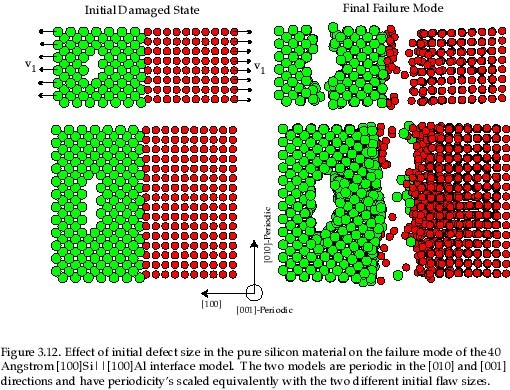 Initial Damaged State
Final Failure Mode
v1
v1
[010]-Periodic
[100]
[001]-Periodic
Figure 3.12. Effect of initial defect size in the pure silicon material on the failure mode of the 40
Angstrom [100]Si||[100]Al interface model. The two models are periodic in the [010] and [001]
directions and have periodicity's scaled equivalently with the two different initial flaw sizes.